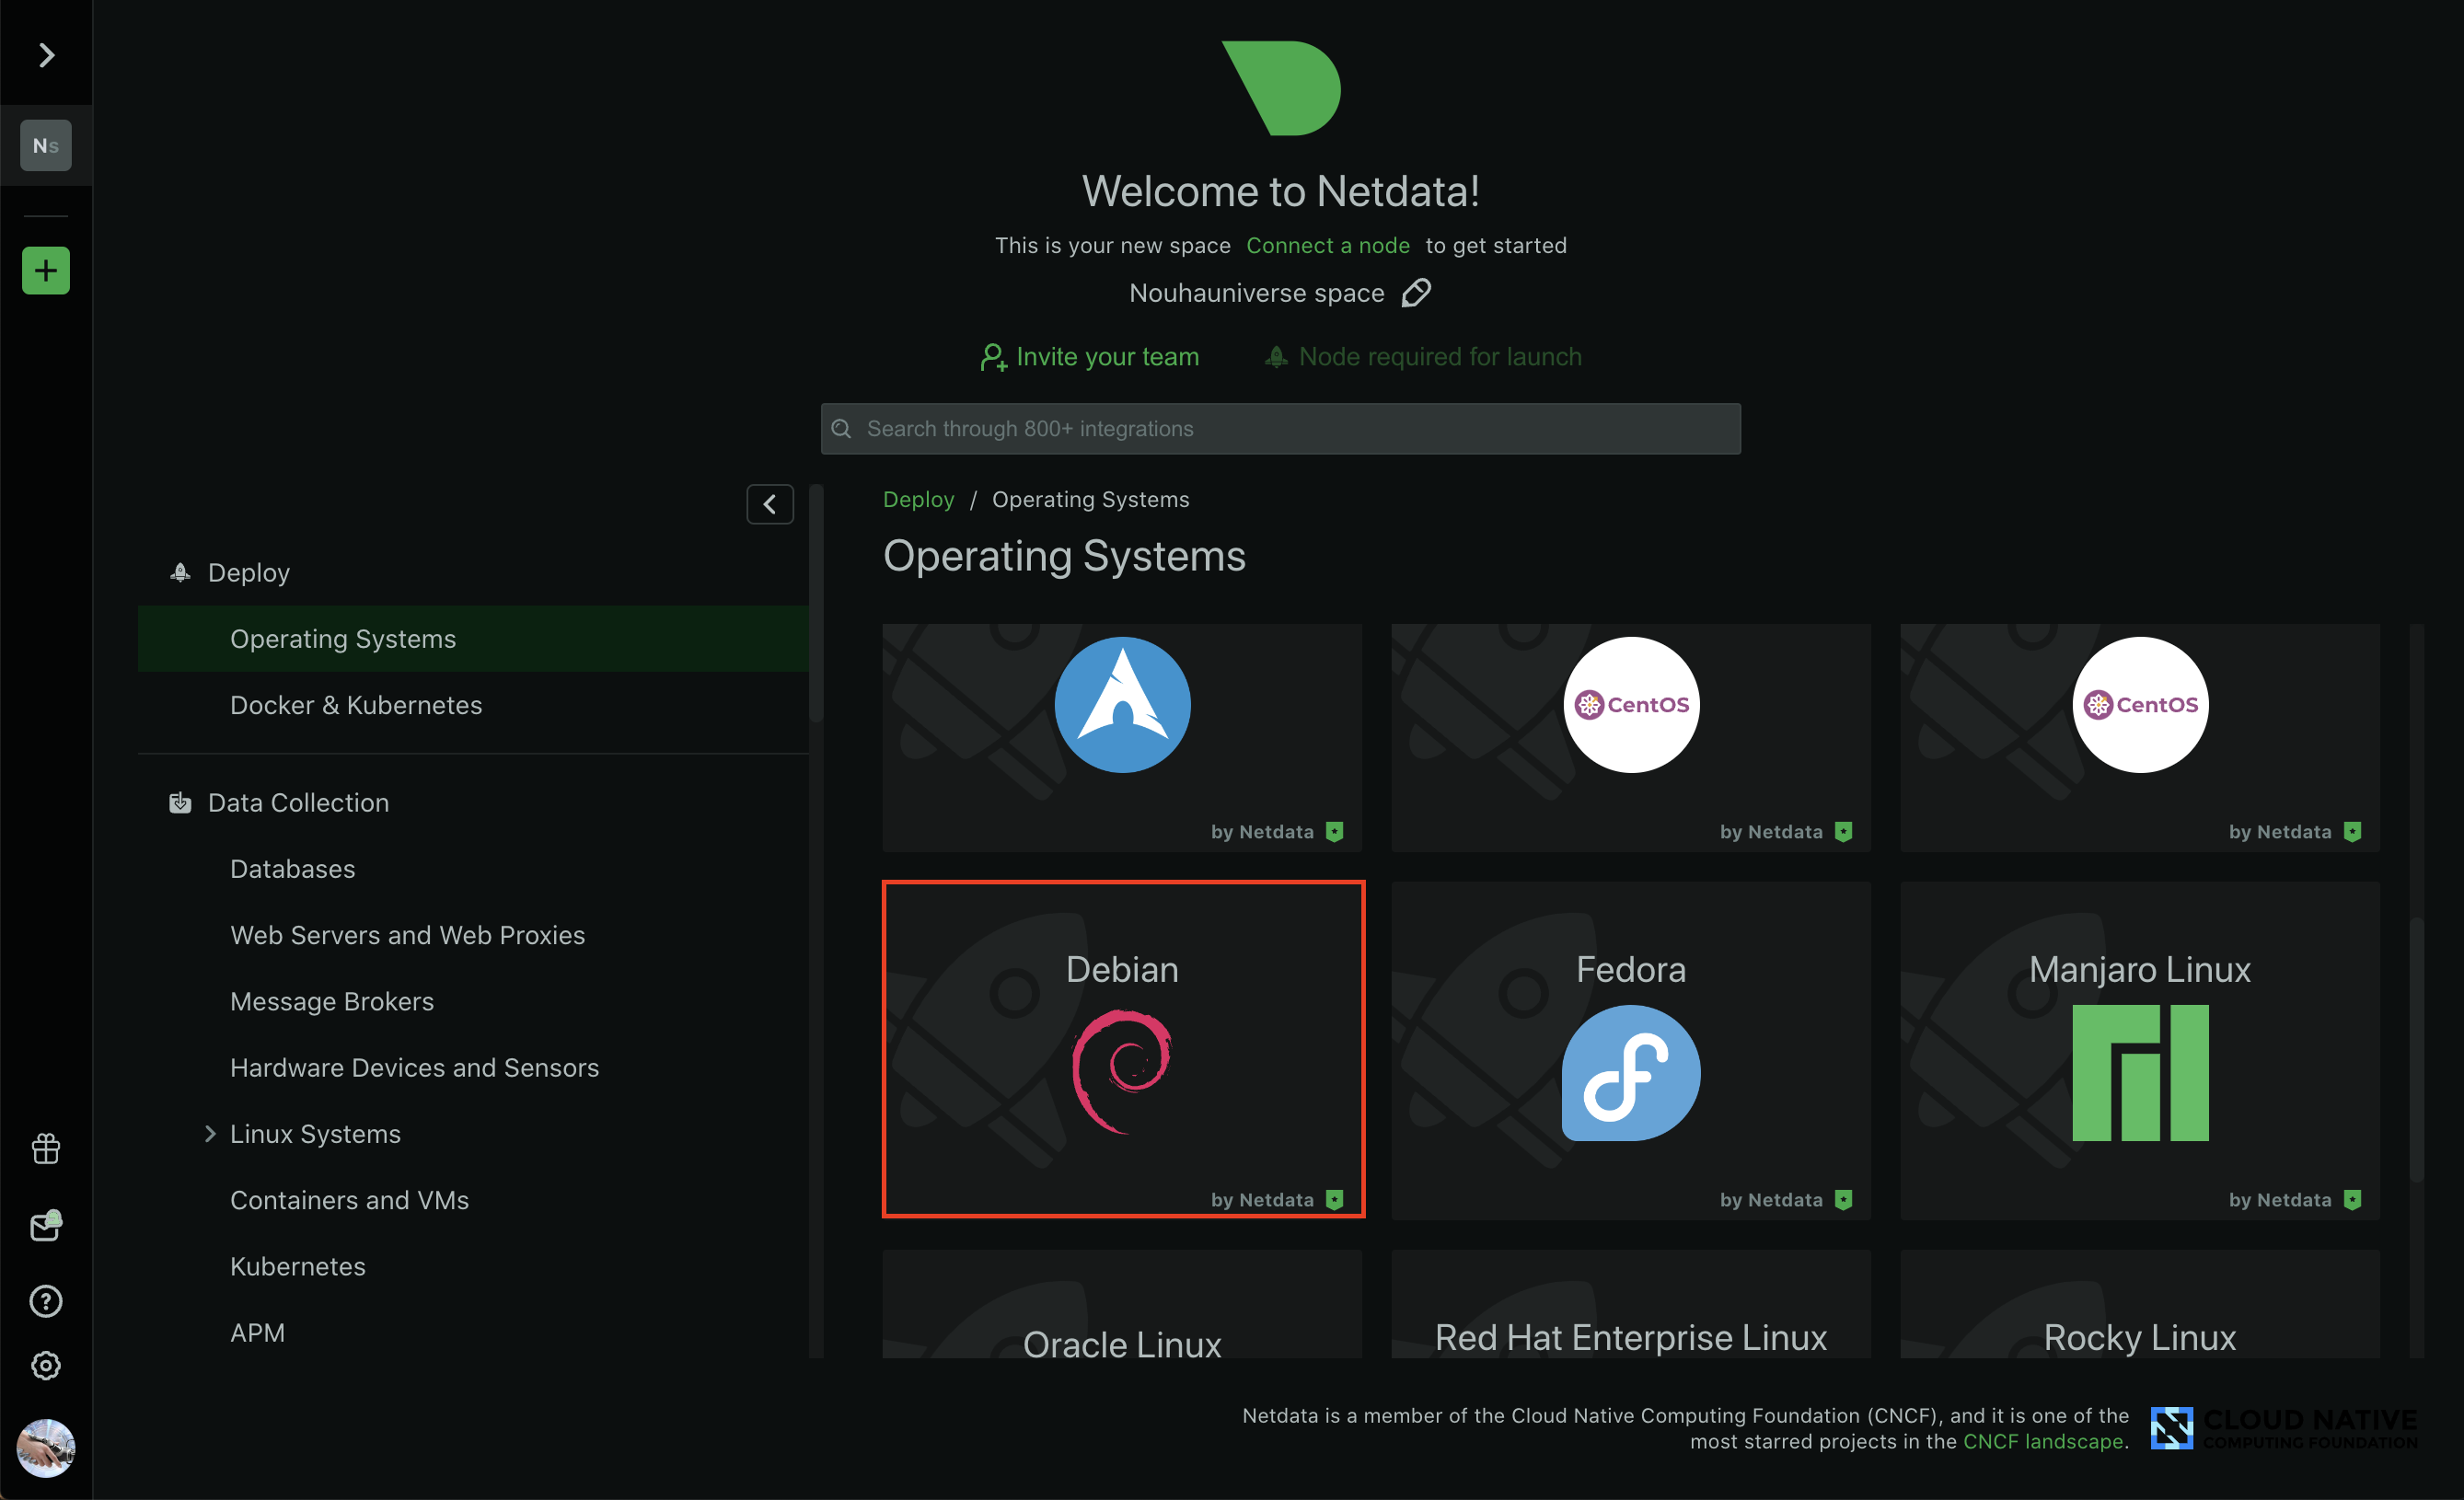 Ns
Welcome to Netdata!
This is your new space Connect a node to get started
Nouhauniverse space
Invite your team
Node required for launch
Search through 800+ integrations
Deploy
Operating Systems
Docker & Kubernetes
Data Collection
Databases
Web Servers and Web Proxies
Message Brokers
Hardware Devices and Sensors
Linux Systems
Containers and VMs
Kubernetes
APM
Deploy / Operating Systems
Operating Systems
CentOS
CentOS
by Netdata
by Netdata
by Netdata
Debian
Fedora
Manjaro Linux
by Netdata
by Netdata
by Netdata
Oracle Linux
Red Hat Enterprise Linux
Rocky Linux
Netdata is a member of the Cloud Native Computing Foundation (CNCF), and it is one of the
most starred projects in the CNCF landscape.
CLOUD NATIVE
COMPUTING FOUNDATION